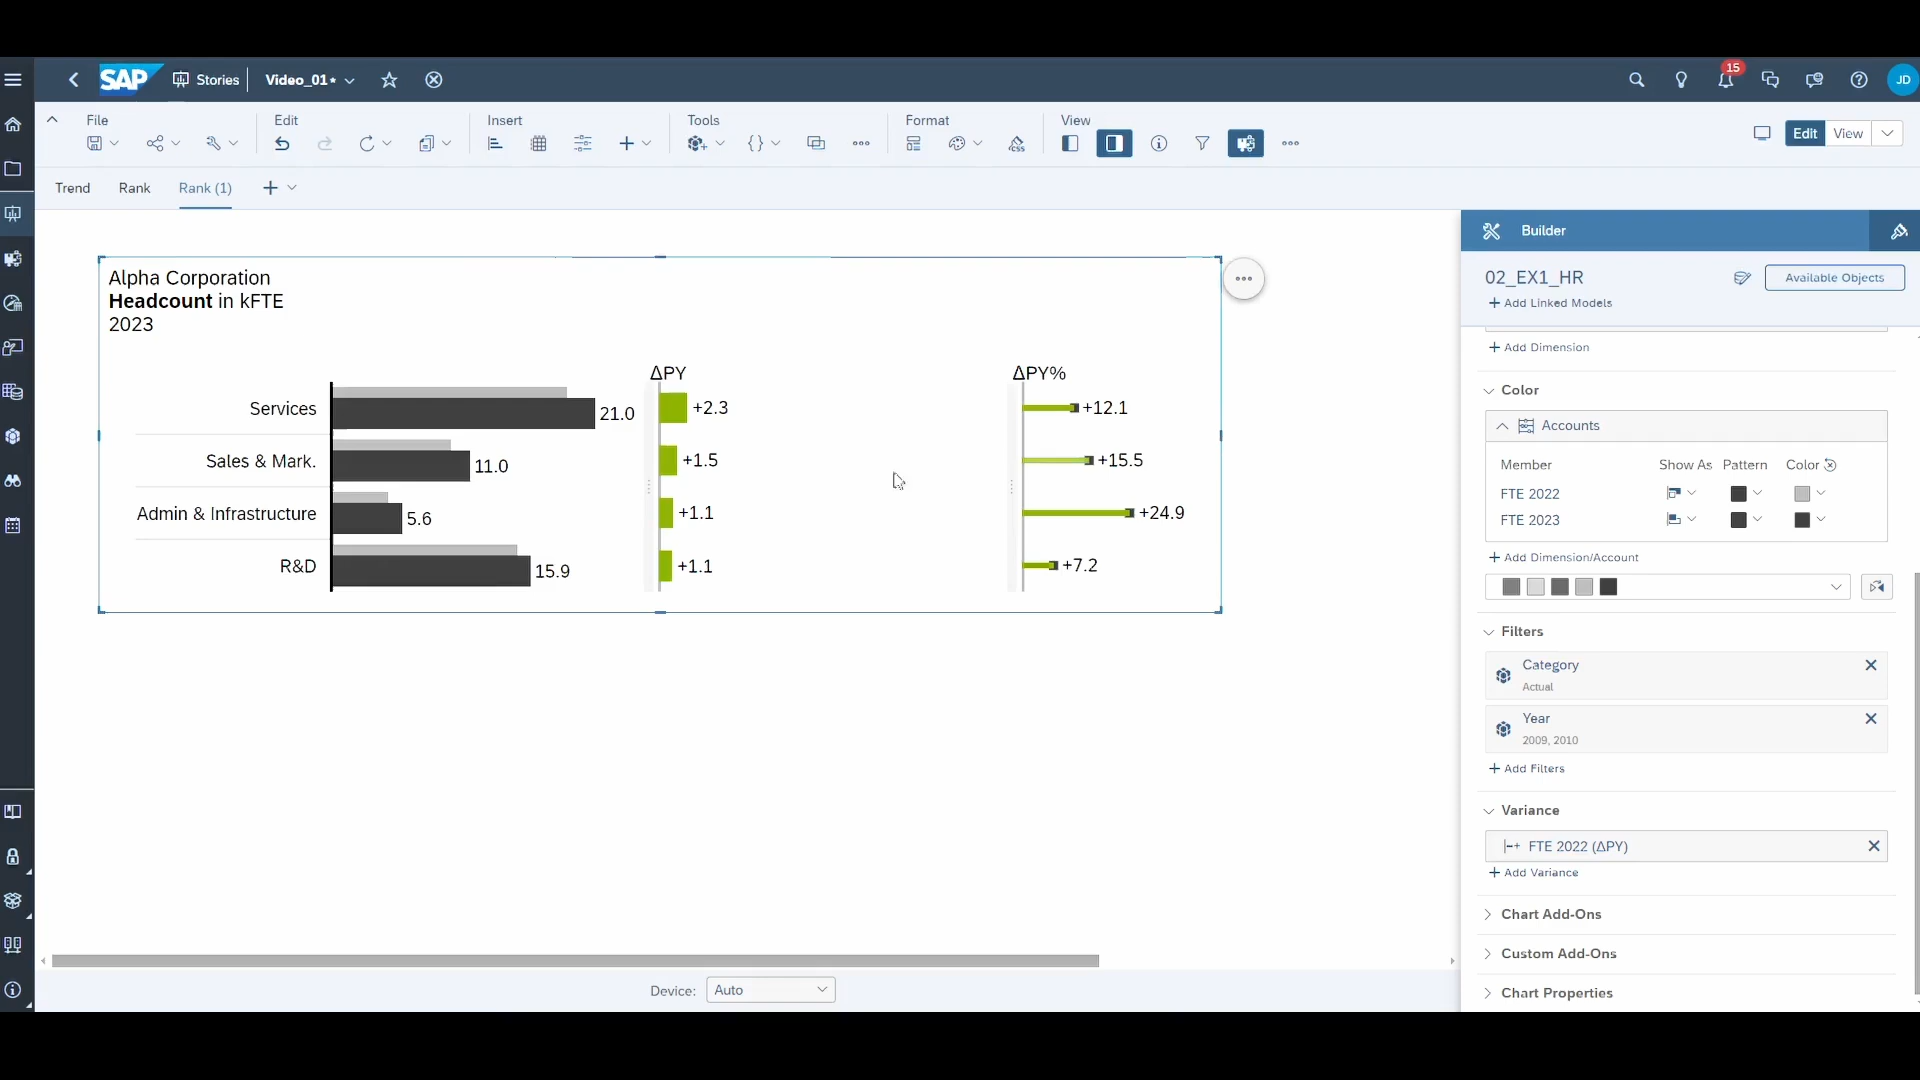 SAP
Stories
Video_01*
15
JD
File
Edit
Insert
Tools
Format
View
CSS
Edit
View
Trend
Rank
Rank (1)
Builder
Alpha Corporation
Headcount in kFTE
2023
ΔPY
ΔPY%
Services
21.0
+2.3
+12.1
Sales & Mark.
11.0
+1.5
+15.5
Admin & Infrastructure
5.6
+1.1
+24.9
R&D
15.9
+1.1
+7.2
02_EX1_HR
Available Objects
+ Add Linked Models
+ Add Dimension
Color
Accounts
Member
Show As
Pattern
Color
FTE 2022
FTE 2023
+ Add Dimension/Account
Filters
Category
Actual
Year
2009, 2010
+ Add Filters
Variance
FTE 2022 (ΔPY)
+ Add Variance
Chart Add-Ons
Custom Add-Ons
Chart Properties
Device:
Auto